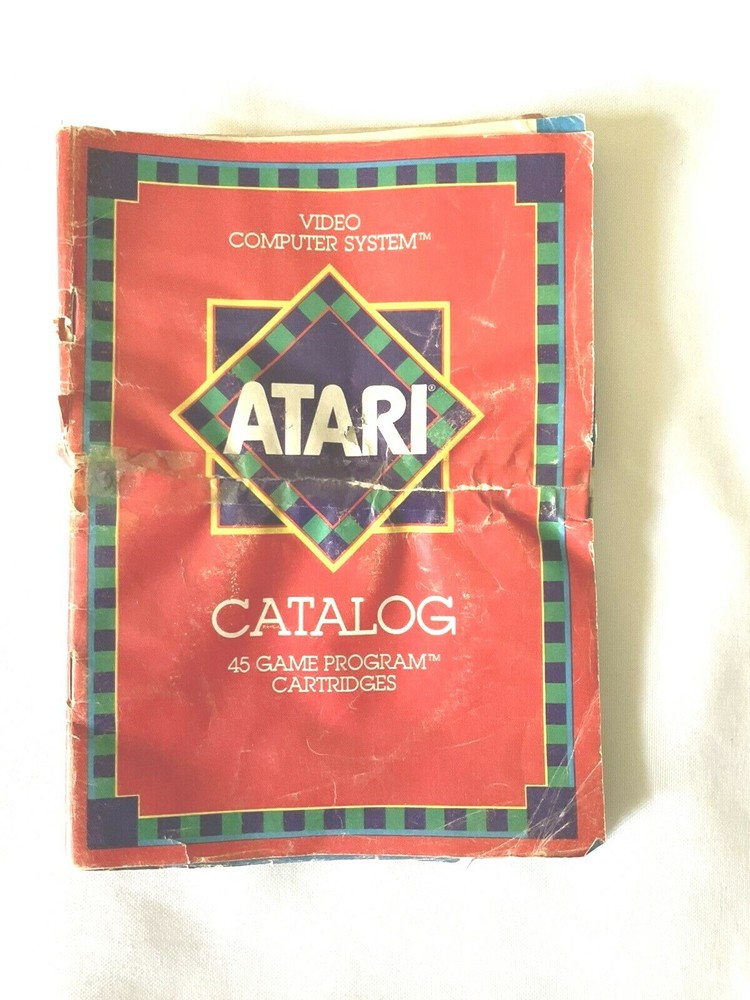 VIDEO
COMPUTER SYSTEM™
ATARI®
CATALOG
45 GAME PROGRAM™
CARTRIDGES